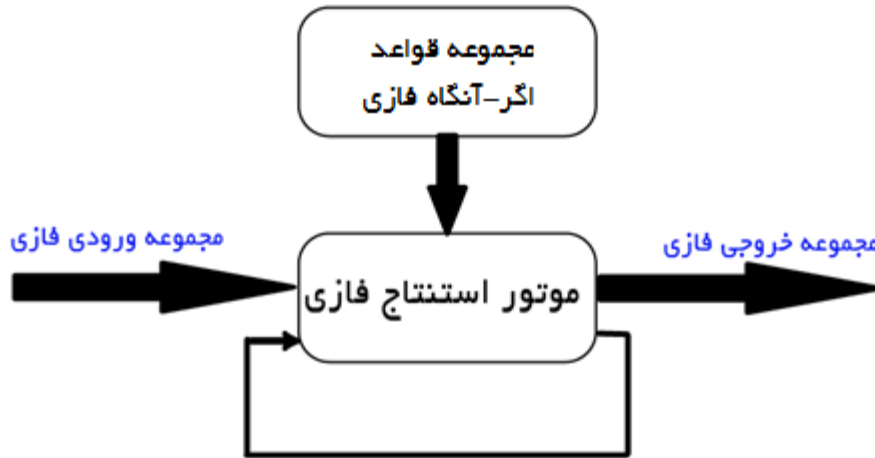 مجموعه قواعد
اگر-آنگاه فازی
مجموعه ورودی فازی
مجموعه خروجی فازی
موتور استنتاج فازی